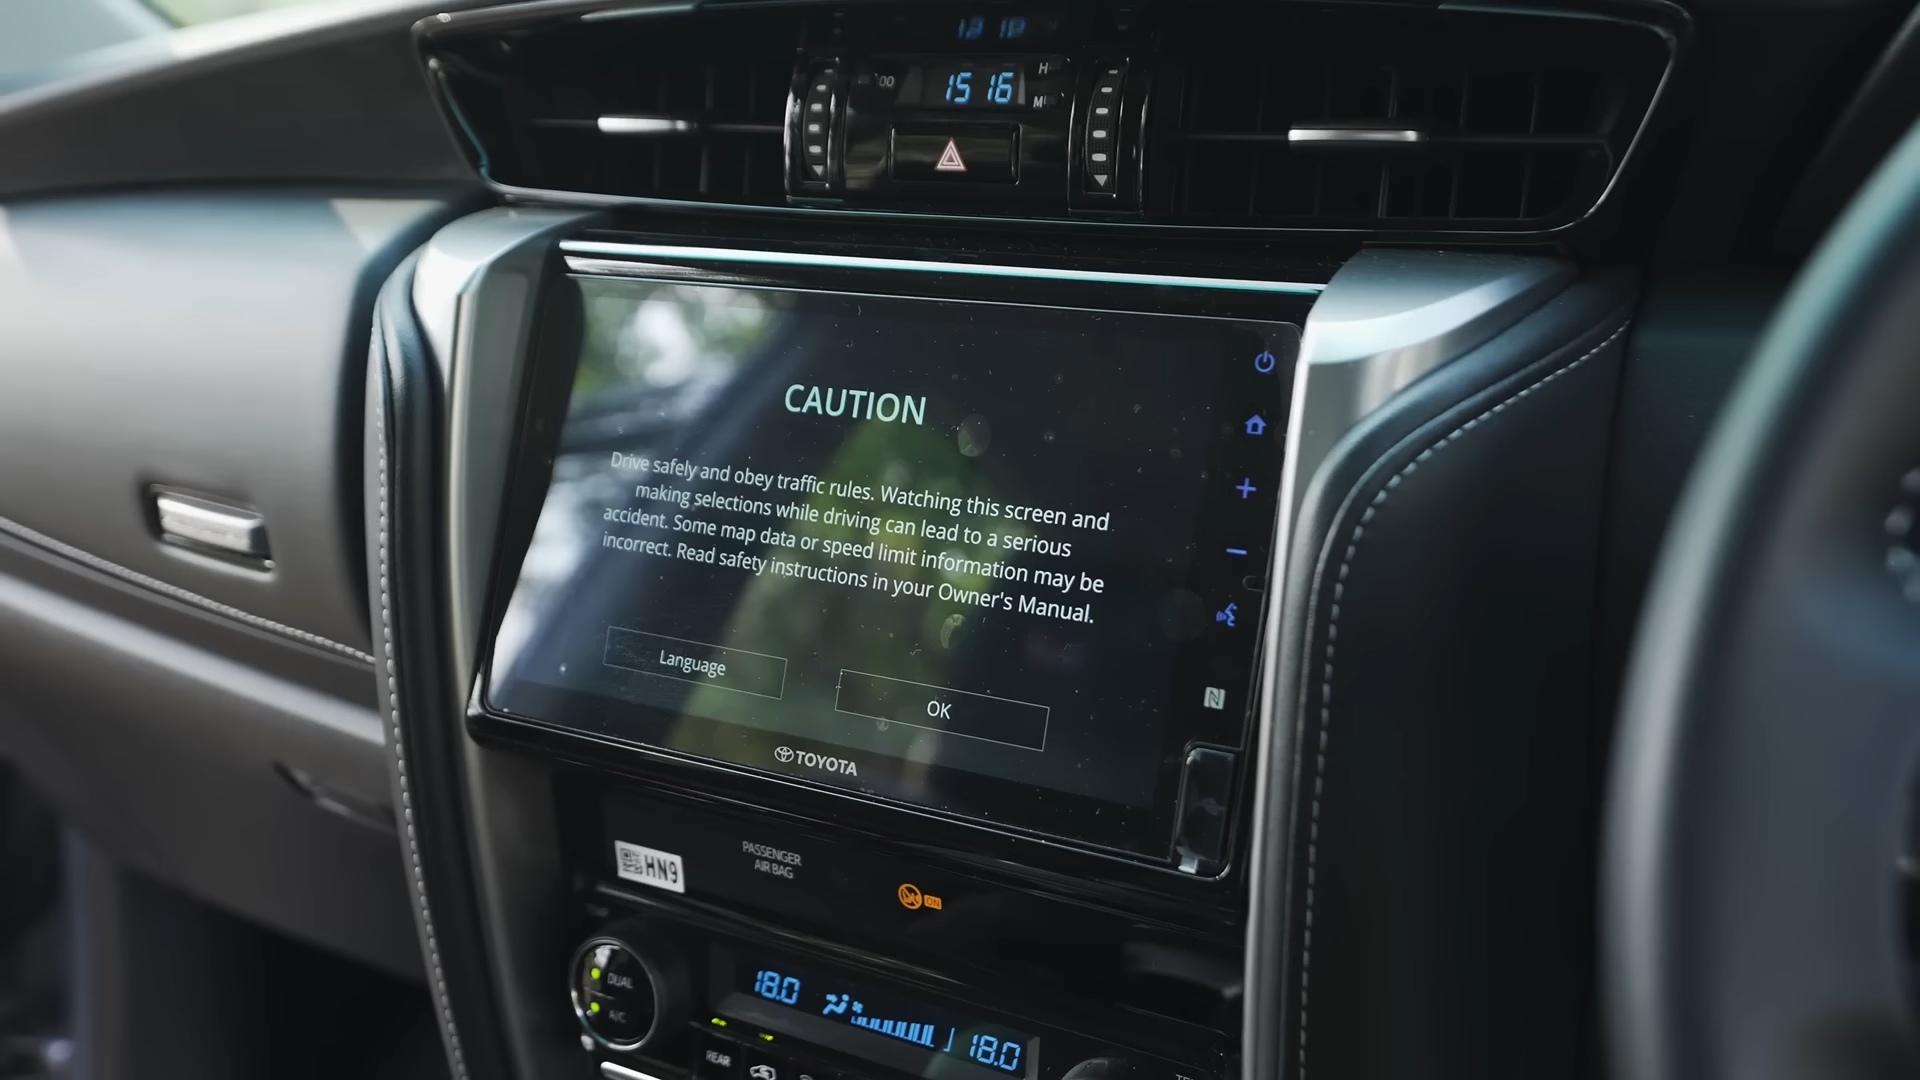 00
15 16
H
M
CAUTION
Drive safely and obey traffic rules. Watching this screen and
making selections while driving can lead to a serious
accident. Some map data or speed limit information may be
incorrect. Read safety instructions in your Owner's Manual.
Language
OK
TOYOTA
HN9
PASSENGER
AIR BAG
ON
DUAL
A/C
18.0
18.0
REAR